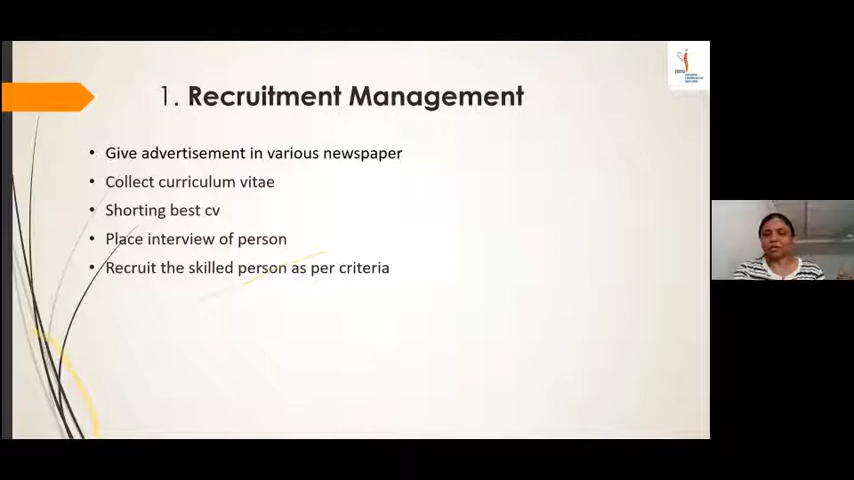 1. Recruitment Management
• Give advertisement in various newspaper
• Collect curriculum vitae
• Shorting best cv
• Place interview of person
• Recruit the skilled person as per criteria